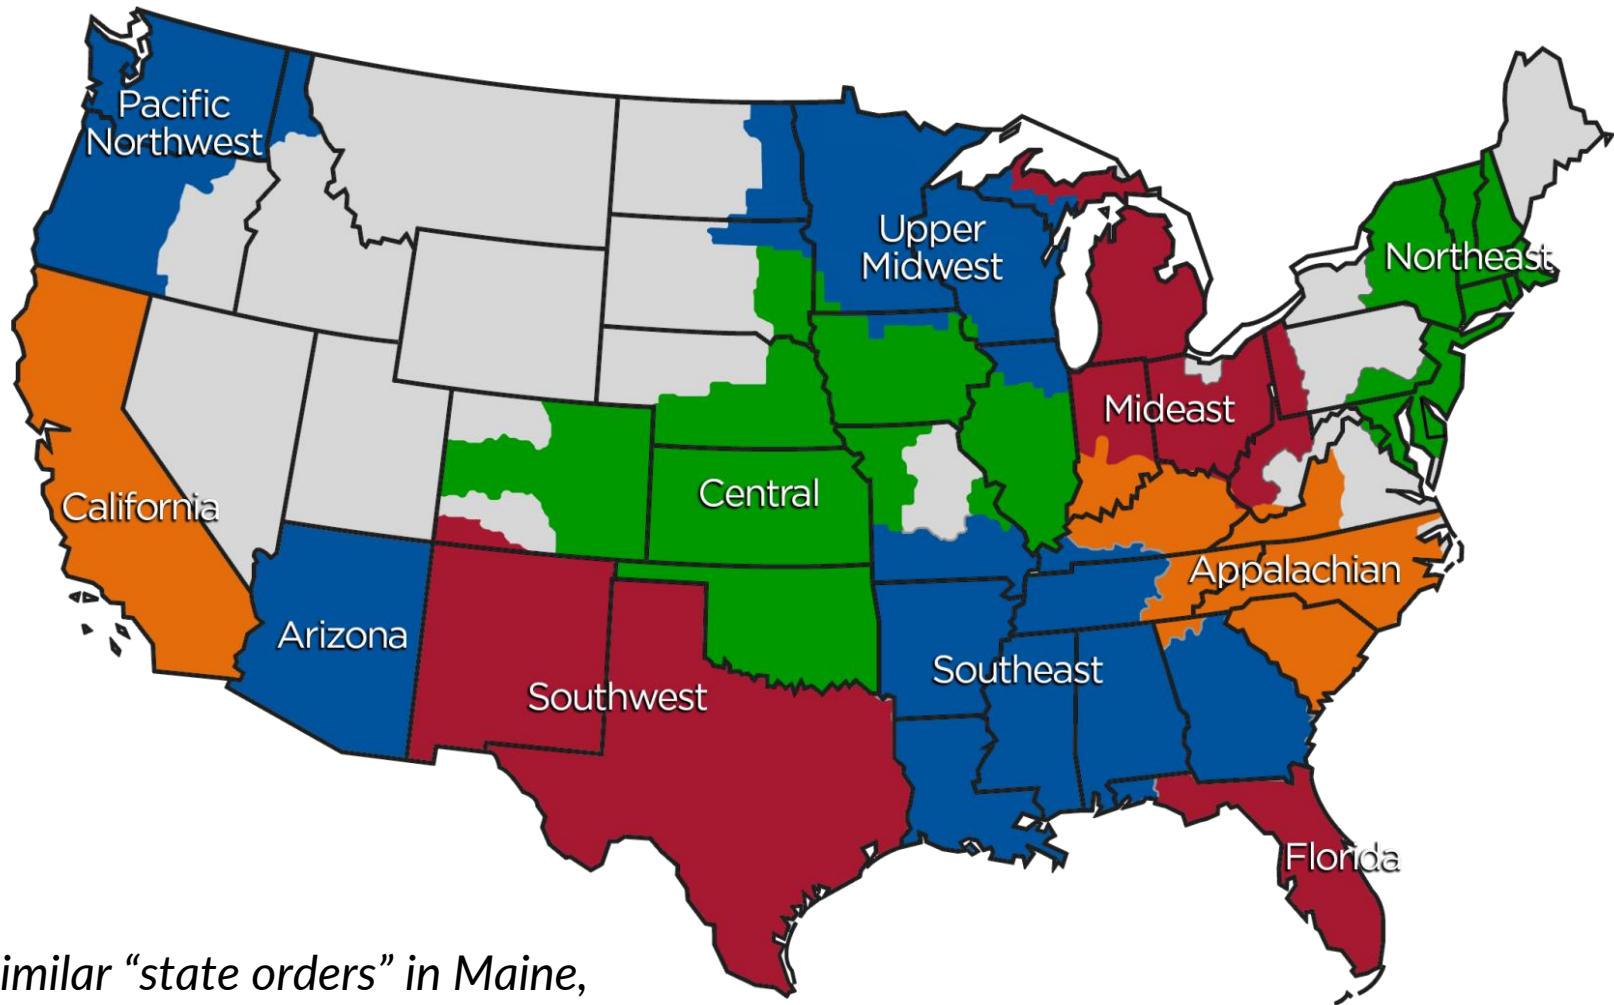 Pacific
Northwest
Upper
Midwest
Northeast
Mideast
California
Central
Appalachian
Arizona
Southeast
Southwest
Florida
imilar “state orders” in Maine,